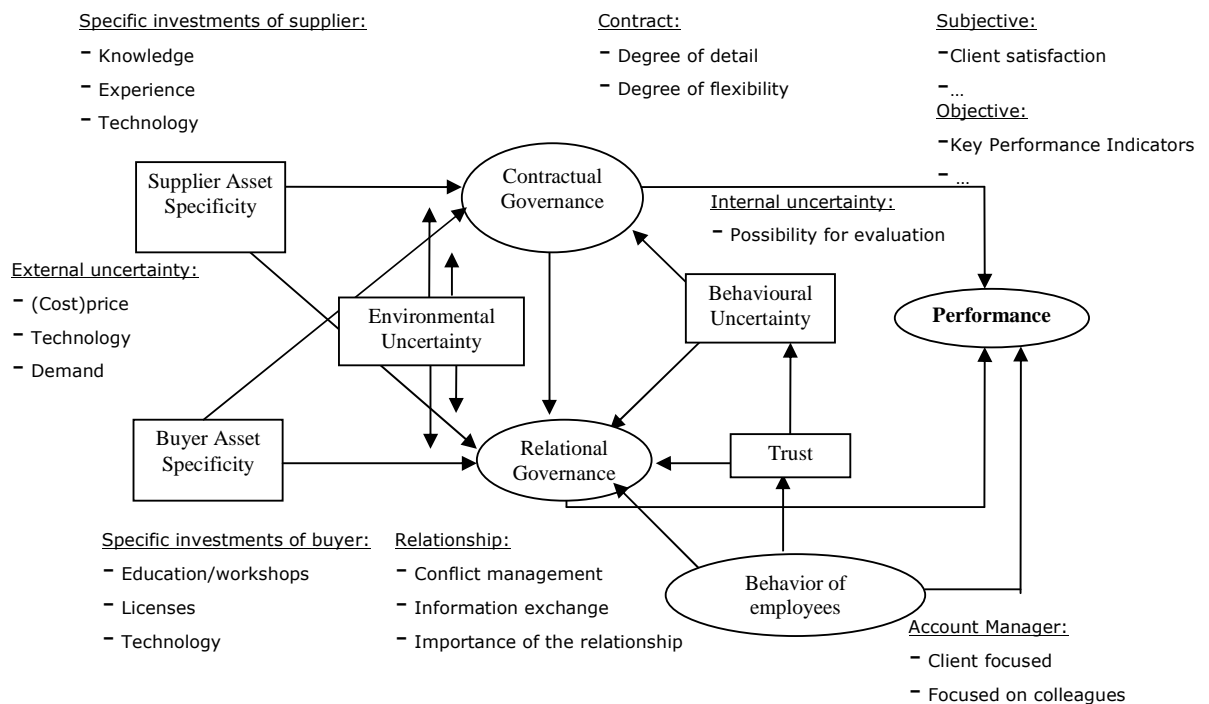 Specific investments of supplier:
- Knowledge
- Experience
- Technology
Contract:
- Degree of detail
- Degree of flexibility
Subjective:
-Client satisfaction
-...
Objective:
-Key Performance Indicators
- ...
Supplier Asset
Specificity
Contractual
Governance
Internal uncertainty:
- Possibility for evaluation
External uncertainty:
- (Cost)price
- Technology
- Demand
Environmental
Uncertainty
Behavioural
Uncertainty
Performance
Buyer Asset
Specificity
Relational
Governance
Trust
Specific investments of buyer:
- Education/workshops
- Licenses
- Technology
Relationship:
- Conflict management
- Information exchange
- Importance of the relationship
Behavior of
employees
Account Manager:
- Client focused
- Focused on colleagues